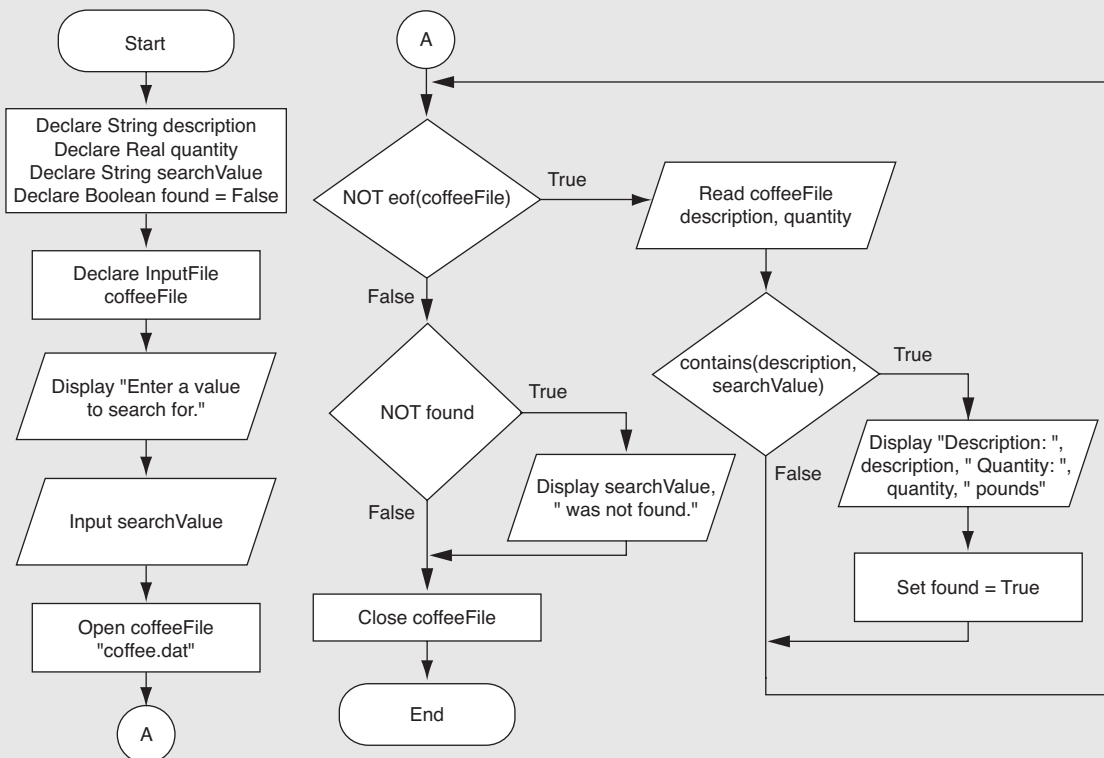 Start
Declare String description
Declare Real quantity
Declare String searchValue
Declare Boolean found = False
Declare InputFile
coffeeFile
Display "Enter a value
to search for."
Input searchValue
Open coffeeFile
"coffee.dat"
A
A
NOT eof(coffeeFile)
True
False
Read coffeeFile
description, quantity
contains(description,
searchValue)
True
False
Display "Description: ",
description, " Quantity: ",
quantity, " pounds"
Set found = True
NOT found
True
False
Display searchValue,
" was not found."
Close coffeeFile
End